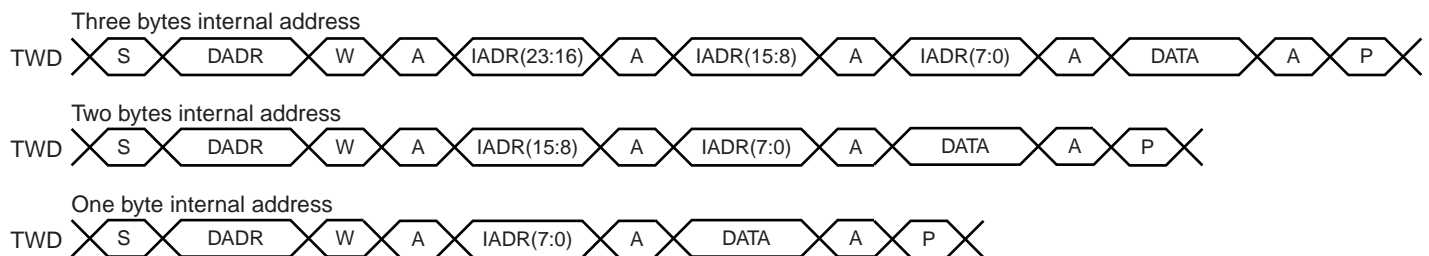 Three bytes internal address
TWD S DADR W A IADR(23:16) A IADR(15:8) A IADR(7:0) A DATA A P
Two bytes internal address
TWD S DADR W A IADR(15:8) A IADR(7:0) A DATA A P
One byte internal address
TWD S DADR W A IADR(7:0) A DATA A P